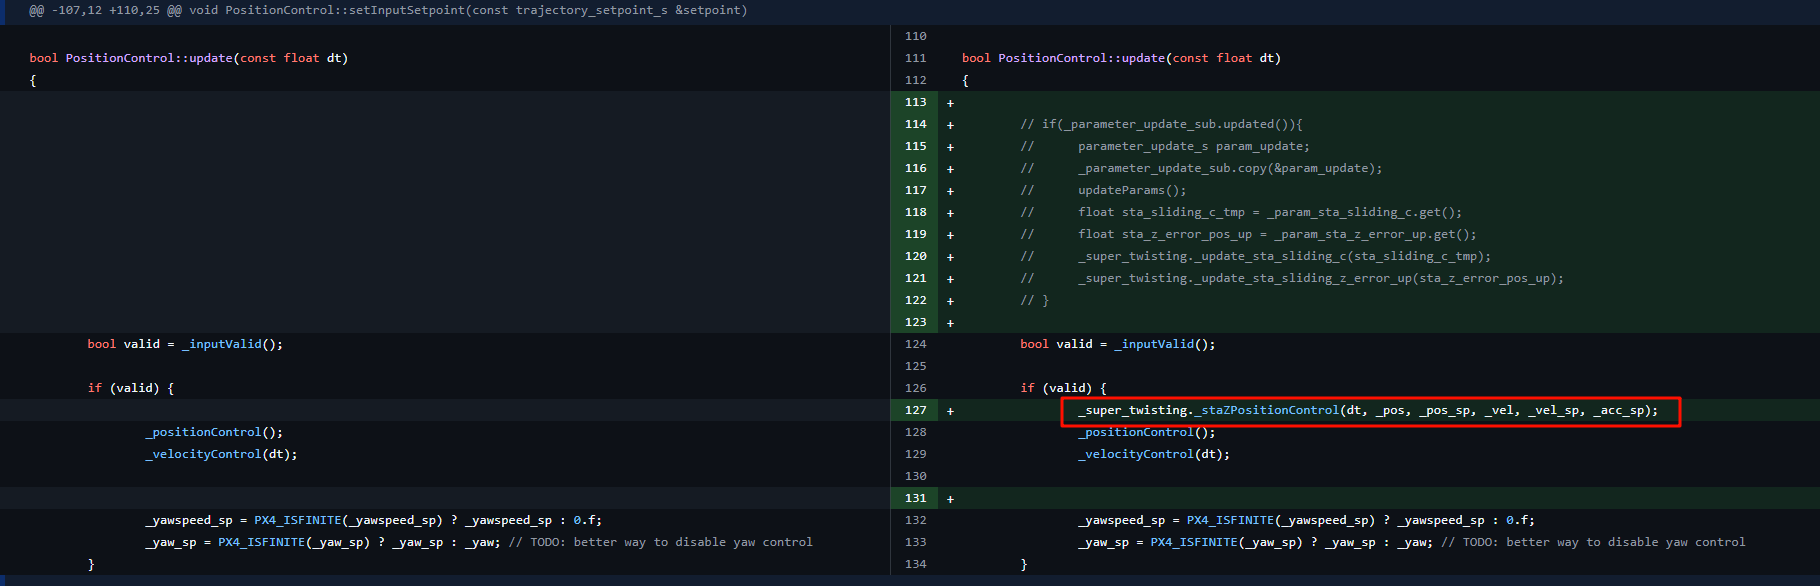 @@ -107,12 +110,25 @@ void PositionControl::setInputSetpoint(const trajectory_setpoint_s &setpoint)
110
bool PositionControl::update(const float dt) 111 bool PositionControl::update(const float dt)
{ 112 {
113 +
114 + // if(_parameter_update_sub.updated()){
115 + // parameter_update_s param_update;
116 + // _parameter_update_sub.copy(&param_update);
117 + // updateParams();
118 + // float sta_sliding_c_tmp = _param_sta_sliding_c.get();
119 + // float sta_z_error_pos_up = _param_sta_z_error_up.get();
120 + // _super_twisting._update_sta_sliding_c(sta_sliding_c_tmp);
121 + // _super_twisting._update_sta_sliding_z_error_up(sta_z_error_pos_up);
122 + // }
123 +
bool valid = _inputValid(); 124 bool valid = _inputValid();
125
if (valid) { 126 if (valid) {
127 + _super_twisting._staZPositionControl(dt, _pos, _pos_sp, _vel, _vel_sp, _acc_sp);
_positionControl(); 128 _positionControl();
_velocityControl(dt); 129 _velocityControl(dt);
130
131 +
_yawspeed_sp = PX4_ISFINITE(_yawspeed_sp) ? _yawspeed_sp : 0.f; 132 _yawspeed_sp = PX4_ISFINITE(_yawspeed_sp) ? _yawspeed_sp : 0.f;
_yaw_sp = PX4_ISFINITE(_yaw_sp) ? _yaw_sp : _yaw; // TODO: better way to disable yaw control 133 _yaw_sp = PX4_ISFINITE(_yaw_sp) ? _yaw_sp : _yaw; // TODO: better way to disable yaw control
} 134 }